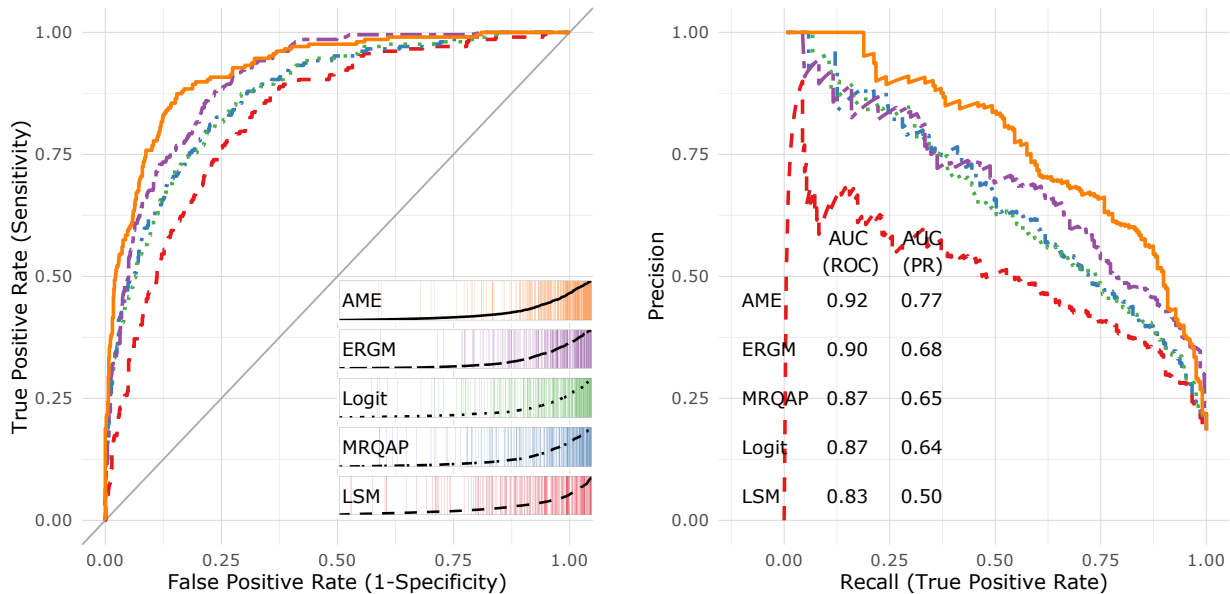 1.00
0.75
0.50
0.25
0.00
True Positive Rate (Sensitivity)
AME
ERGM
Logit
MRQAP
LSM
0.00 0.25 0.50 0.75 1.00
False Positive Rate (1-Specificity)
1.00
0.75
0.50
0.25
0.00
Precision
AUC AUC
(ROC) (PR)
AME 0.92 0.77
ERGM 0.90 0.68
MRQAP 0.87 0.65
Logit 0.87 0.64
LSM 0.83 0.50
0.00 0.25 0.50 0.75 1.00
Recall (True Positive Rate)